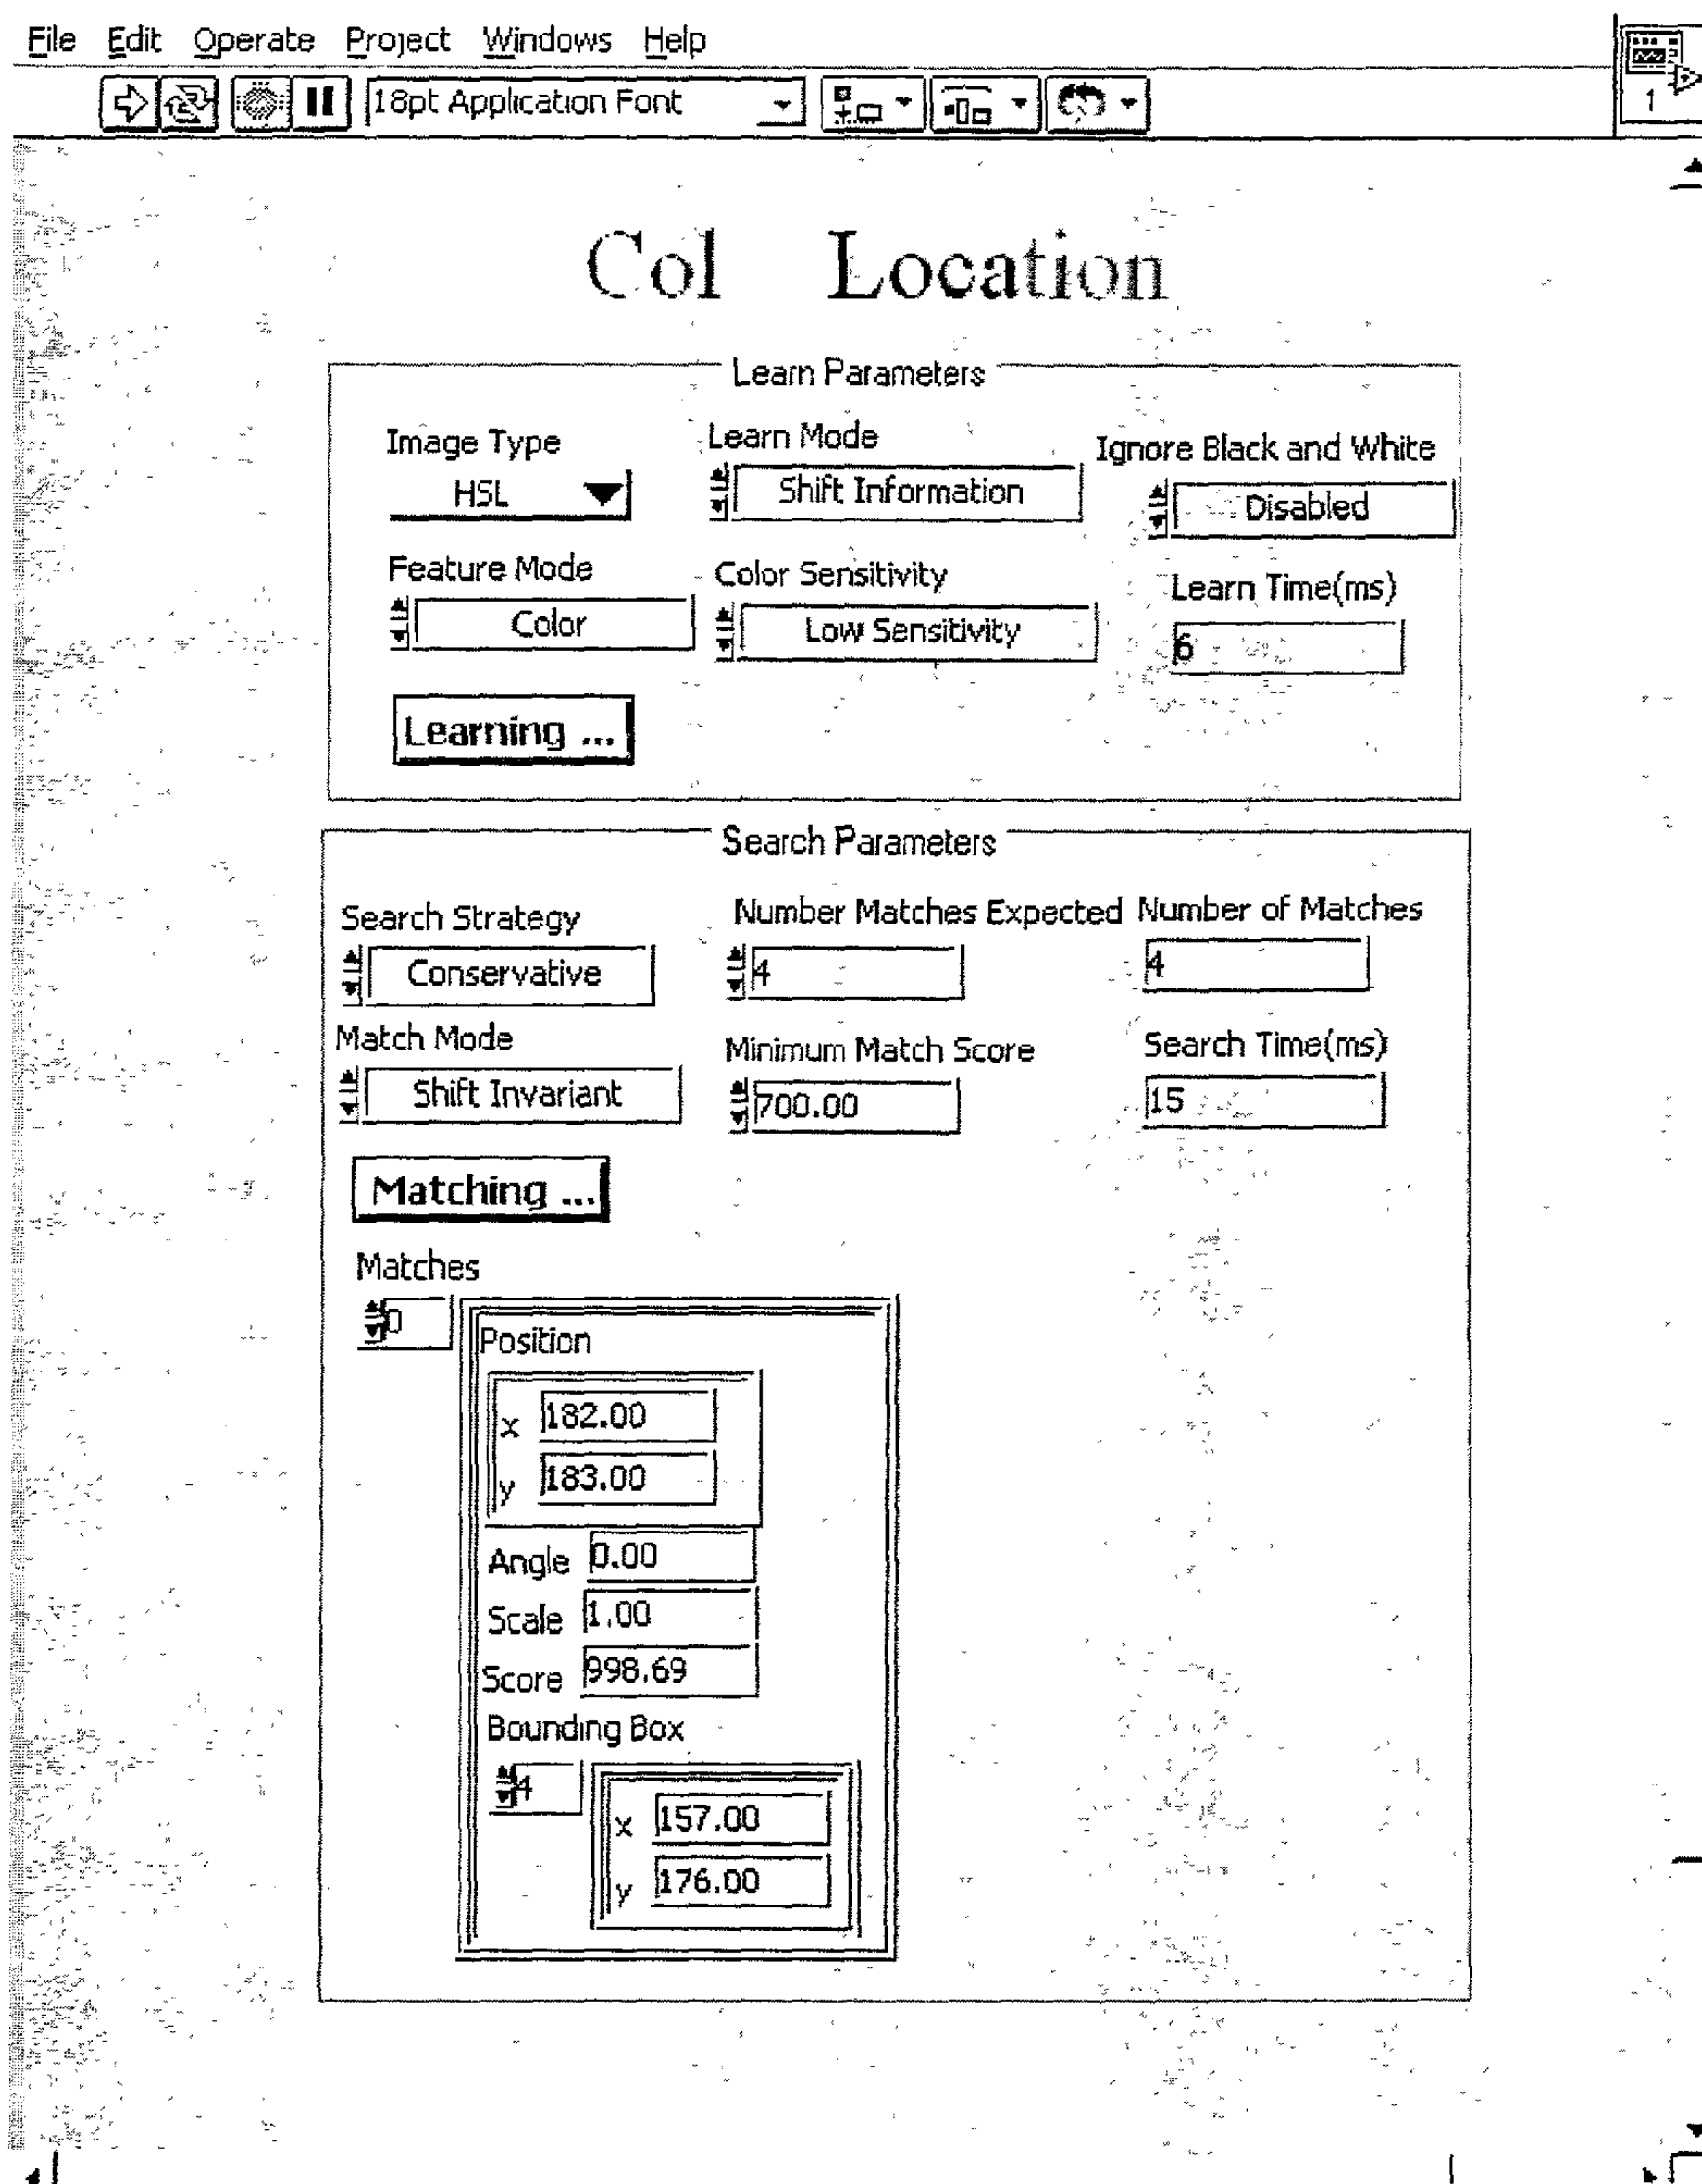 File Edit Operate Project Windows Help
18pt Application Font
1
Col Location
Learn Parameters
Image Type Learn Mode Ignore Black and White
HSL Shift Information Disabled
Feature Mode Color Sensitivity Learn Time(ms)
Color Low Sensitivity 6
Learning ...
Search Parameters
Search Strategy Number Matches Expected Number of Matches
Conservative 4 4
Match Mode Minimum Match Score Search Time(ms)
Shift Invariant 700.00 15
Matching ...
Matches
0
Position
x 182.00
y 183.00
Angle 0.00
Scale 1.00
Score 998.69
Bounding Box
4
x 157.00
y 176.00